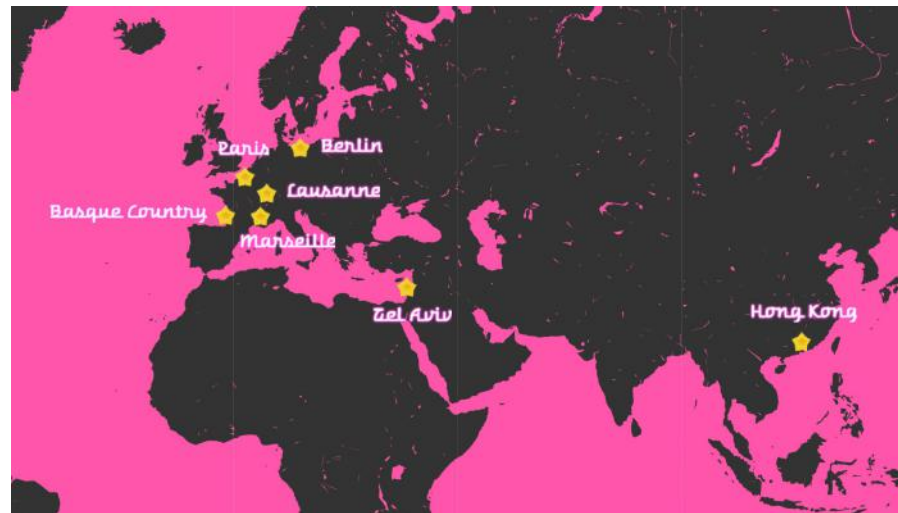 Paris
Berlin
Lausanne
Basque Country
Marseille
Tel Aviv
Hong Kong